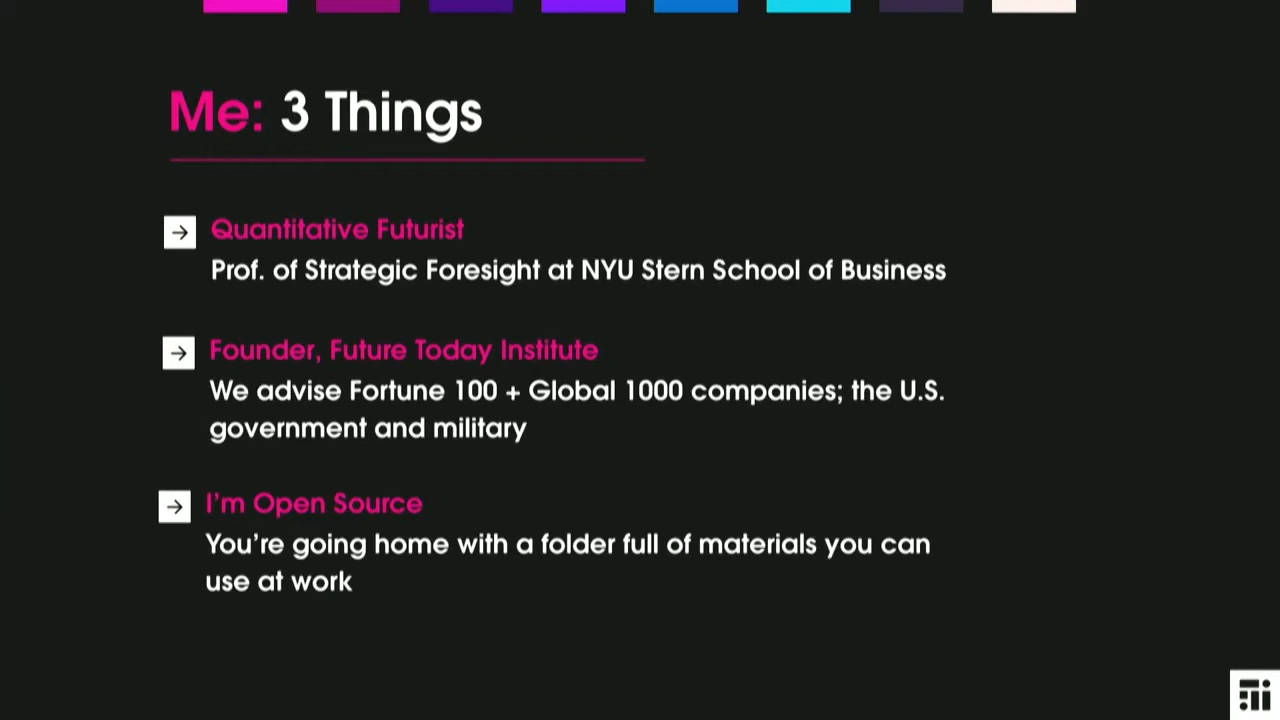 Me: 3 Things
Quantitative Futurist
Prof. of Strategic Foresight at NYU Stern School of Business
Founder, Future Today Institute
We advise Fortune 100 + Global 1000 companies; the U.S.
government and military
I'm Open Source
You're going home with a folder full of materials you can
use at work